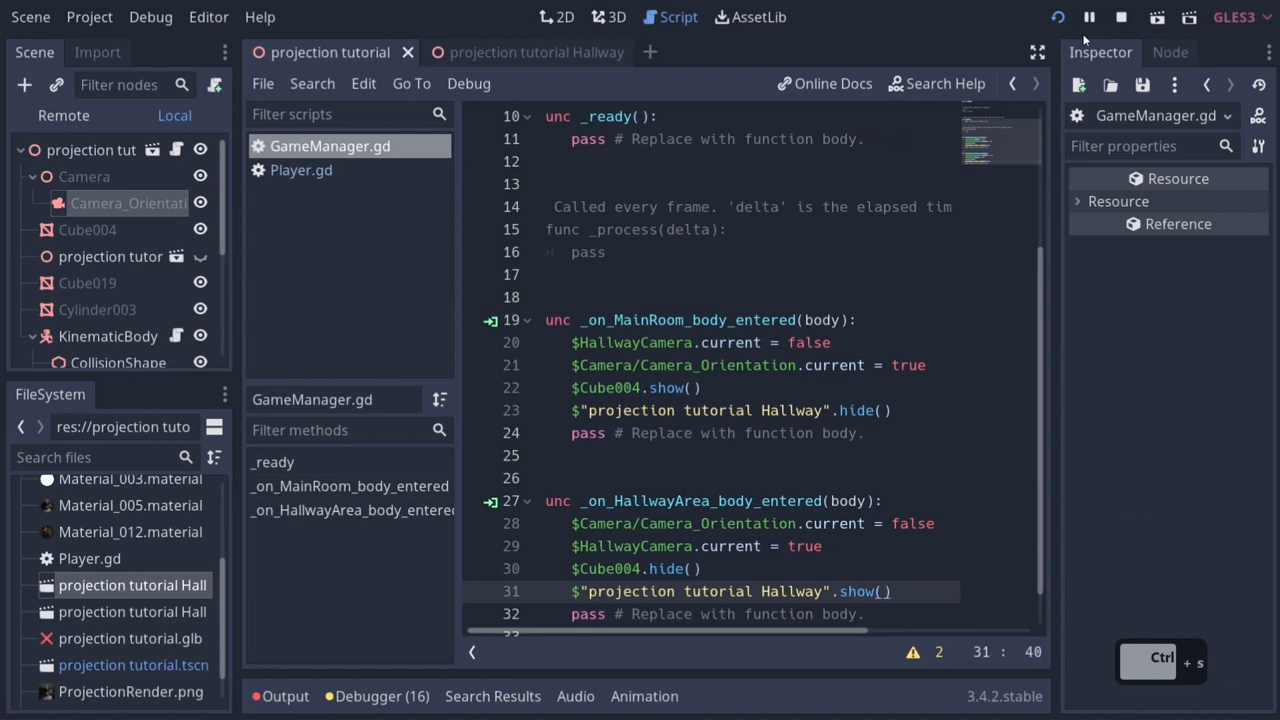 Scene Project Debug Editor Help 2D 3D Script AssetLib GLES3
Scene Import
Filter nodes
Remote Local
projection tut
Camera
Camera_Orientati
Cube004
projection tutor
Cube019
Cylinder003
KinematicBody
CollisionShape
FileSystem
res://projection tuto
Search files
Material_003.material
Material_005.material
Material_012.material
Player.gd
projection tutorial Hall
projection tutorial Hall
projection tutorial.glb
projection tutorial.tscn
ProjectionRender.png
projection tutorial projection tutorial Hallway
File Search Edit Go To Debug Online Docs Search Help
Filter scripts
GameManager.gd
Player.gd
GameManager.gd
Filter methods
_ready
_on_MainRoom_body_entered
_on_HallwayArea_body_entered
10 unc _ready():
11 pass # Replace with function body.
12
13
14 Called every frame. 'delta' is the elapsed tim
15 func _process(delta):
16 pass
17
18
19 unc _on_MainRoom_body_entered(body):
20 $HallwayCamera.current = false
21 $Camera/Camera_Orientation.current = true
22 $Cube004.show()
23 $"projection tutorial Hallway".hide()
24 pass # Replace with function body.
25
26
27 unc _on_HallwayArea_body_entered(body):
28 $Camera/Camera_Orientation.current = false
29 $HallwayCamera.current = true
30 $Cube004.hide()
31 $"projection tutorial Hallway".show()
32 pass # Replace with function body.
33
2 31 : 40
Output Debugger (16) Search Results Audio Animation 3.4.2.stable
Inspector Node
GameManager.gd
Filter properties
Resource
Resource
Reference
Ctrl + s